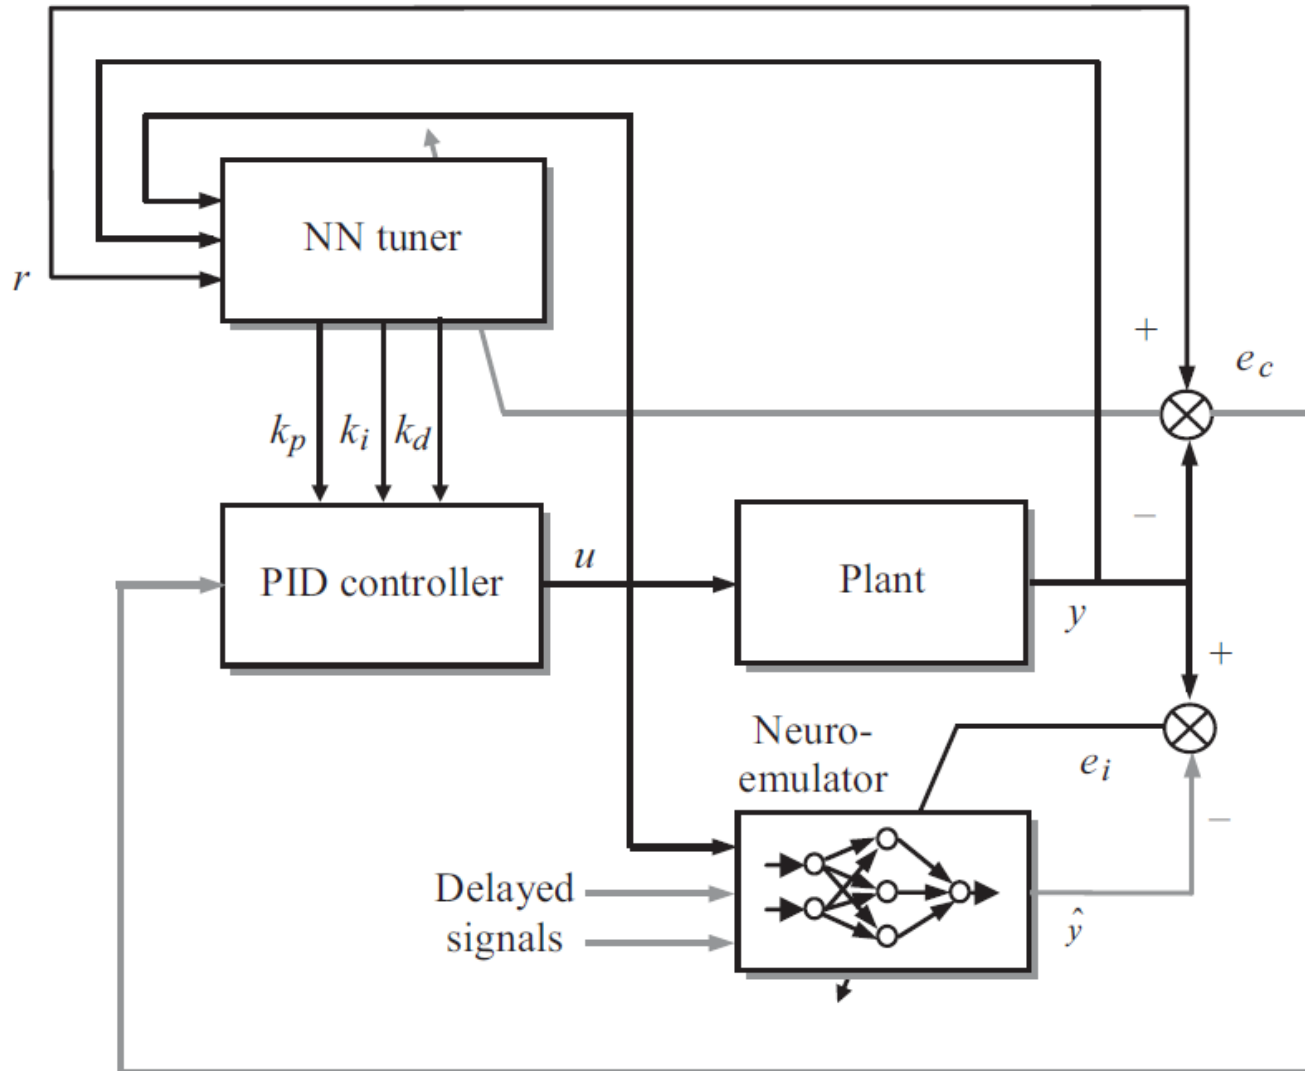 NN tuner
r
+
e_c
k_p k_i k_d
−
PID controller
u
Plant
y
+
Neuro-
emulator
e_i
−
Delayed
signals
ŷ